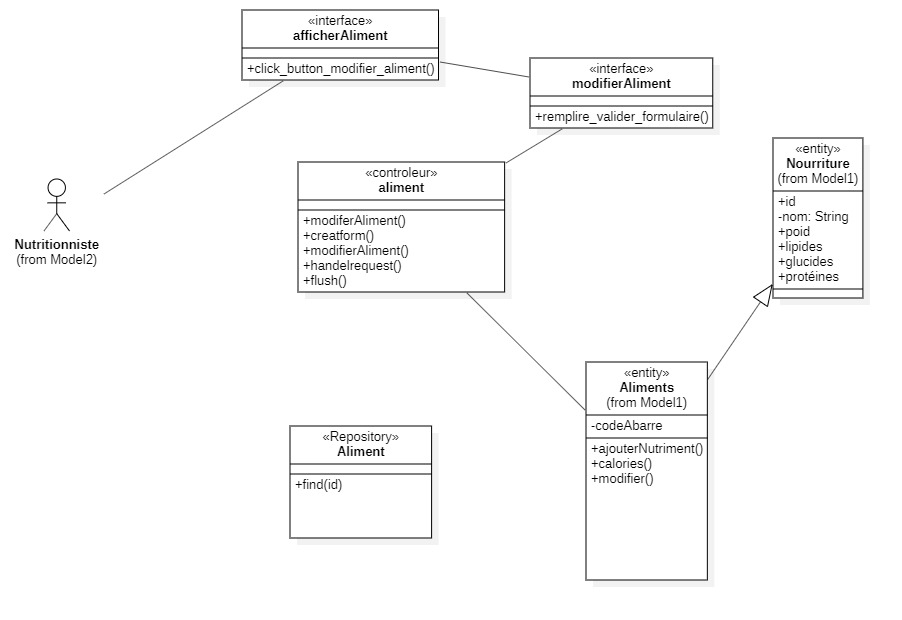 «interface»
afficherAliment
+click_button_modifier_aliment()
«interface»
modifierAliment
+remplire_valider_formulaire()
«entity»
Nourriture
(from Model1)
+id
-nom: String
+poid
+lipides
+glucides
+protéines
«controleur»
aliment
+modiferAliment()
+creatform()
+modifierAliment()
+handelrequest()
+flush()
Nutritionniste
(from Model2)
«entity»
Aliments
(from Model1)
-codeAbarre
+ajouterNutriment()
+calories()
+modifier()
«Repository»
Aliment
+find(id)